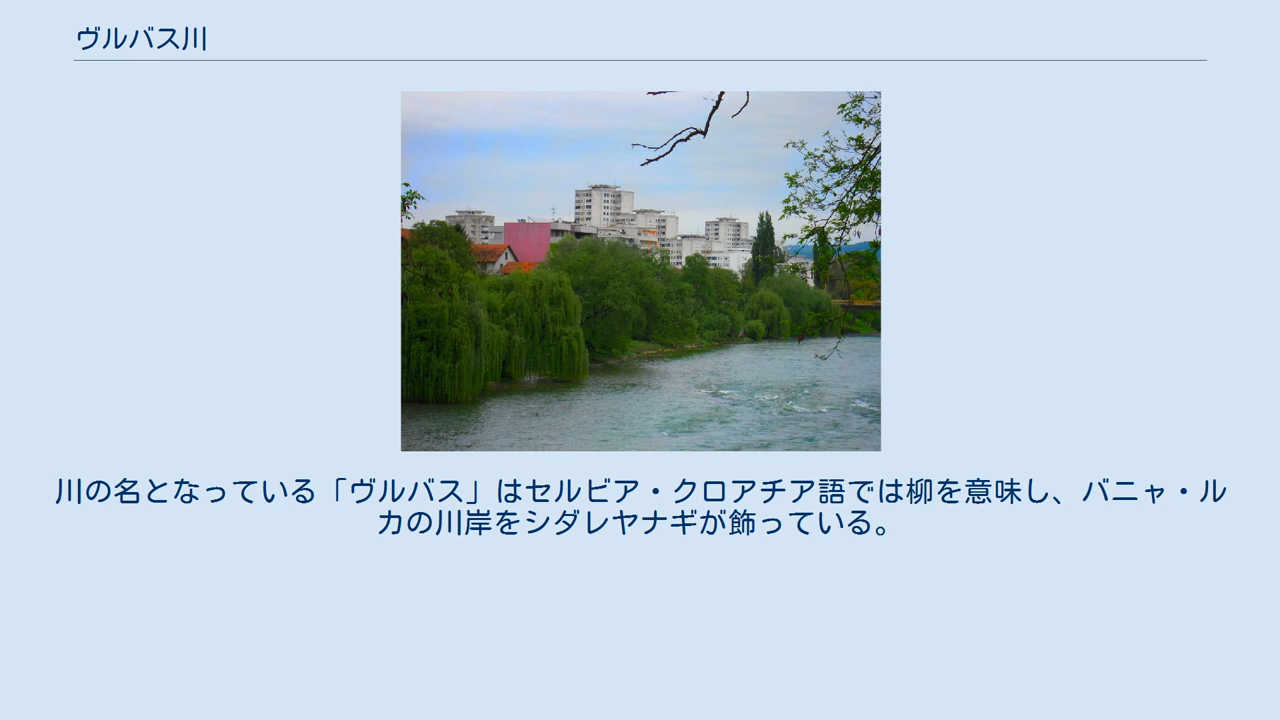 ヴルバス川
川の名となっている「ヴルバス」はセルビア・クロアチア語では柳を意味し、バニャ・ル
カの川岸をシダレヤナギが飾っている。